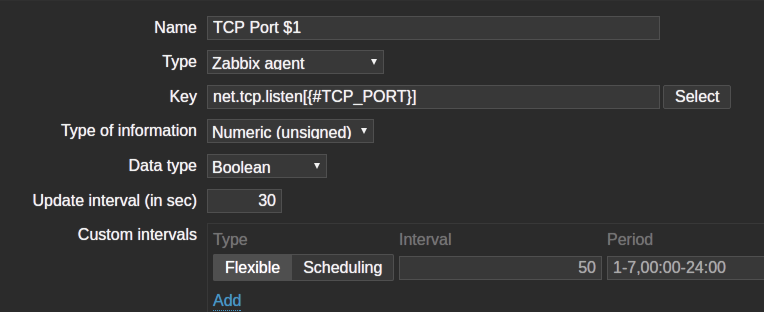 Name TCP Port $1
Type Zabbix agent
Key net.tcp.listen[{#TCP_PORT}] Select
Type of information Numeric (unsigned)
Data type Boolean
Update interval (in sec) 30
Custom intervals
Type Interval Period
Flexible Scheduling 50 1-7,00:00-24:00
Add